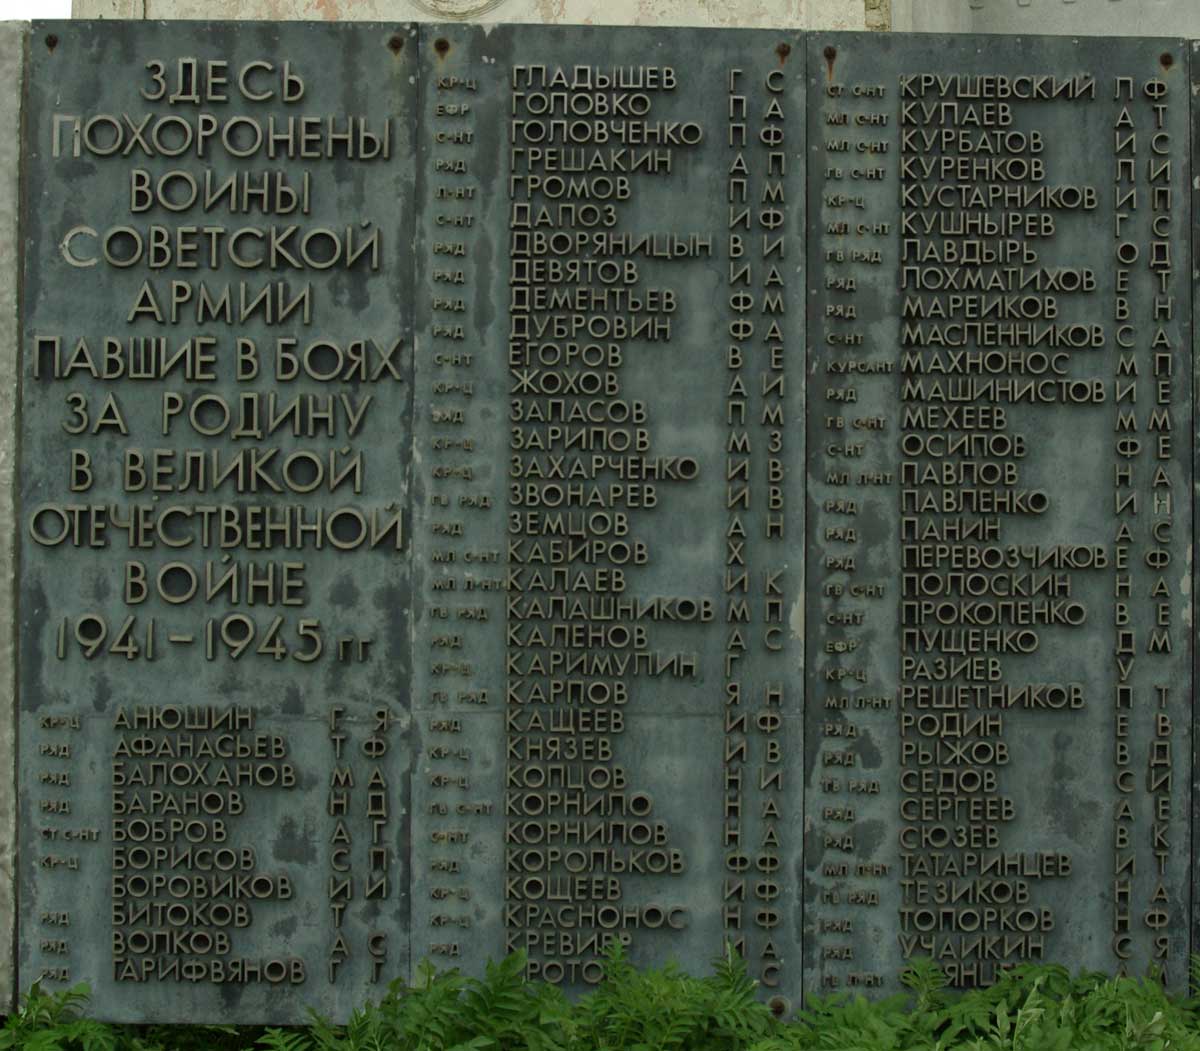 ЗДЕСЬ
ПОХОРОНЕНЫ
ВОИНЫ
СОВЕТСКОЙ
АРМИИ
ПАВШИЕ В БОЯХ
ЗА РОДИНУ
В ВЕЛИКОЙ
ОТЕЧЕСТВЕННОЙ
ВОЙНЕ
1941-1945 гг
КР-Ц АНЮШИН Г Я
РЯД АФАНАСЬЕВ Т Ф
РЯД БАЛОХАНОВ М А
РЯД БАРАНОВ Н Д
СТ С-НТ БОБРОВ А Г
КР-Ц БОРИСОВ С П
БОРОВИКОВ И И
РЯД БИТОКОВ Т
РЯД ВОЛКОВ А С
РЯД ГАРИФВЯНОВ Г Г
КР-Ц ГЛАДЫШЕВ Г С
ЕФР ГОЛОВКО П А
С-НТ ГОЛОВЧЕНКО П Ф
РЯД ГРЕШАКИН А П
Л-НТ ГРОМОВ П М
С-НТ ДАПОЗ И Ф
РЯД ДВОРЯНИЦЫН В И
РЯД ДЕВЯТОВ И А
РЯД ДЕМЕНТЬЕВ Ф М
РЯД ДУБРОВИН Ф А
С-НТ ЕГОРОВ В Е
КР-Ц ЖОХОВ А И
РЯД ЗАПАСОВ П М
КР-Ц ЗАРИПОВ М З
КР-Ц ЗАХАРЧЕНКО И В
ГВ РЯД ЗВОНАРЕВ И В
РЯД ЗЕМЦОВ А Н
МЛ С-НТ КАБИРОВ Х
МЛ Л-НТ КАЛАЕВ И К
ГВ РЯД КАЛАШНИКОВ М П
РЯД КАЛЕНОВ А С
КР-Ц КАРИМУЛИН Г
ГВ РЯД КАРПОВ Я Н
РЯД КАЩЕЕВ И Ф
КР-Ц КНЯЗЕВ И В
КР-Ц КОПЦОВ Н И
ГВ С-НТ КОРНИЛО Н А
С-НТ КОРНИЛОВ Н А
РЯД КОРОЛЬКОВ Ф Ф
КР-Ц КОЩЕЕВ И Ф
КР-Ц КРАСНОНОС Н Ф
РЯД КРЕВИЯР И А
С
СТ С-НТ КРУШЕВСКИЙ Л Ф
МЛ С-НТ КУЛАЕВ А Т
МЛ С-НТ КУРБАТОВ И С
ГВ С-НТ КУРЕНКОВ Л И
КР-Ц КУСТАРНИКОВ И П
МЛ С-НТ КУШНЫРЕВ Г С
ГВ РЯД ЛАВДЫРЬ О Д
РЯД ЛОХМАТИХОВ Е Т
РЯД МАРЕИКОВ В Н
С-НТ МАСЛЕННИКОВ С А
КУРСАНТ МАХНОНОС М П
РЯД МАШИНИСТОВ И Е
ГВ С-НТ МЕХЕЕВ М М
С-НТ ОСИПОВ Ф Е
МЛ Л-НТ ПАВЛОВ Н А
РЯД ПАВЛЕНКО И Н
РЯД ПАНИН А С
РЯД ПЕРЕВОЗЧИКОВ Е Ф
ГВ С-НТ ПОЛОСКИН Н А
С-НТ ПРОКОПЕНКО В Е
ЕФР ПУЩЕНКО Д М
КР-Ц РАЗИЕВ У
МЛ Л-НТ РЕШЕТНИКОВ П Т
РЯД РОДИН Е В
РЯД РЫЖОВ В Д
ГВ РЯД СЕДОВ С И
РЯД СЕРГЕЕВ А Е
РЯД СЮЗЕВ В К
МЛ Л-НТ ТАТАРИНЦЕВ И Т
ГВ РЯД ТЕЗИКОВ Н А
РЯД ТОПОРКОВ Н Ф
РЯД УЧАИКИН С Я
ГВ Л-НТ